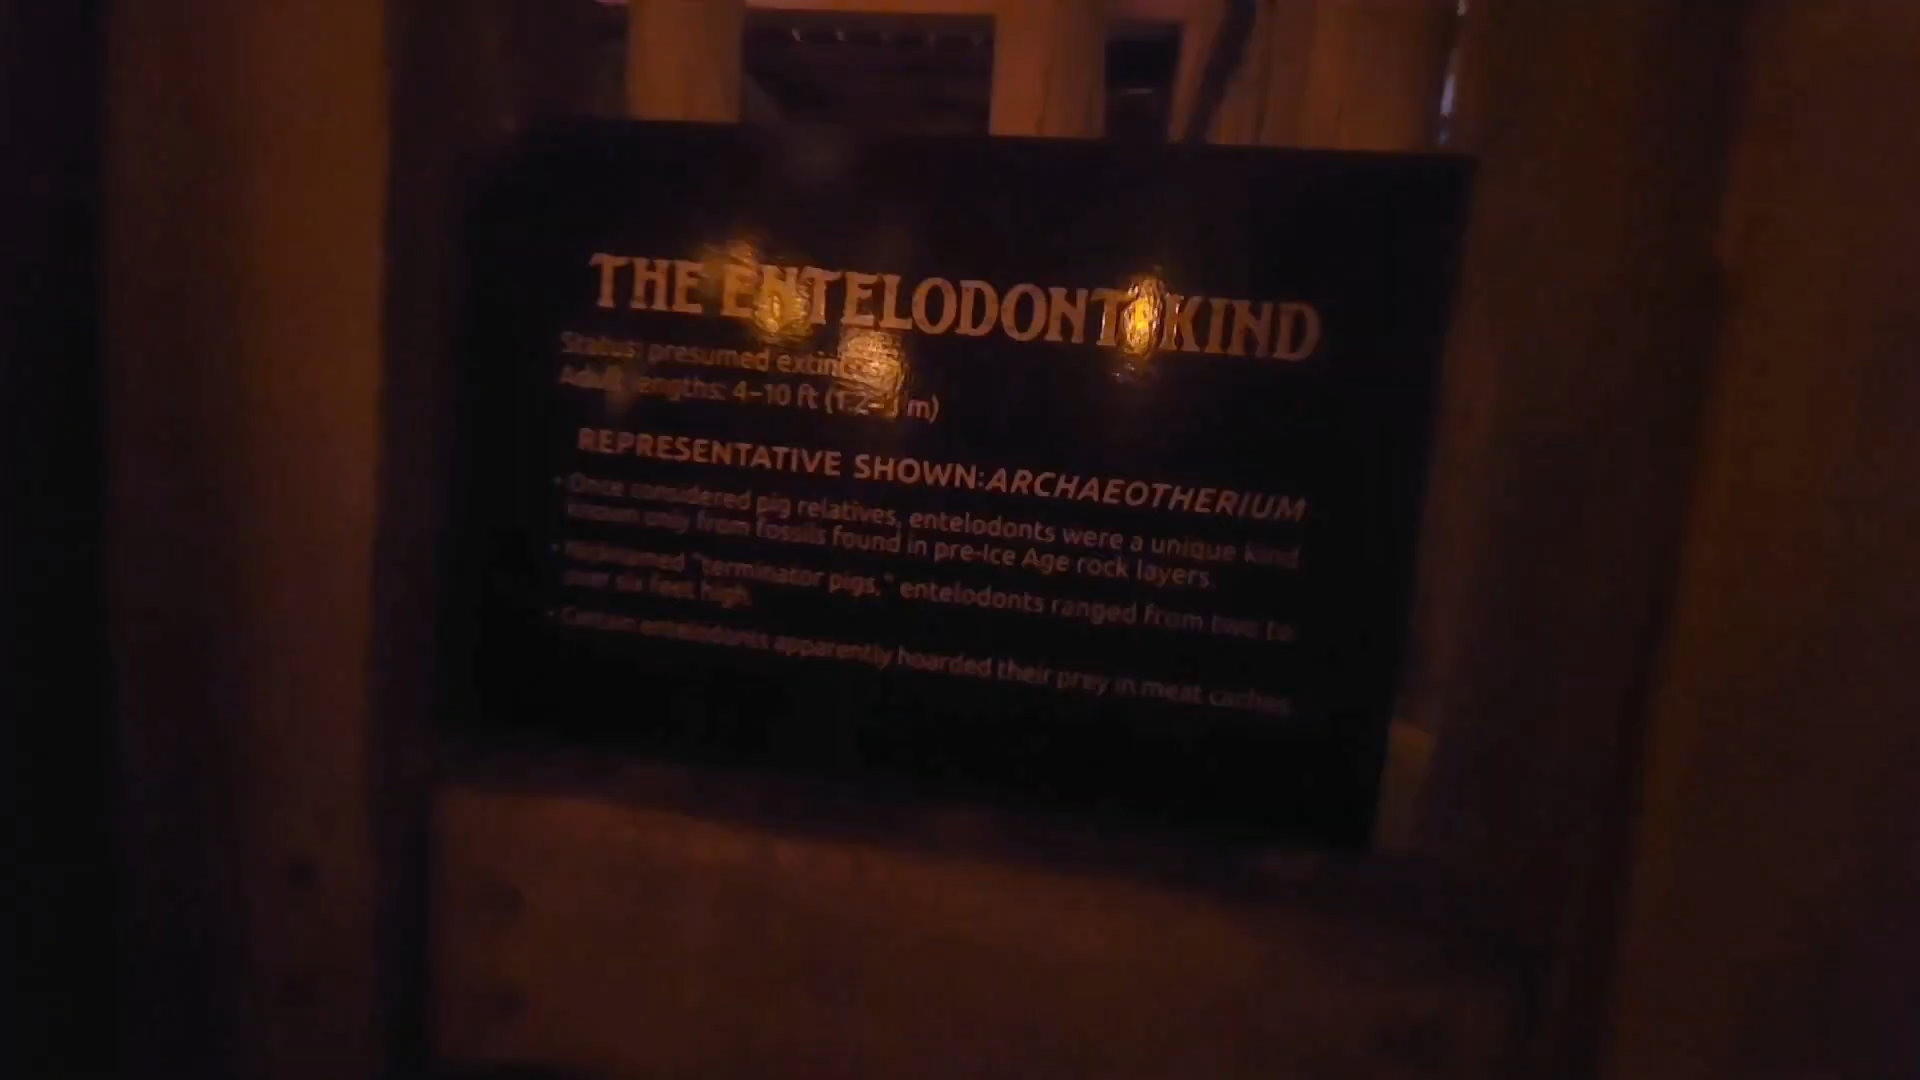 THE ENTELODONT KIND
Status: presumed extinct
Adult lengths: 4–10 ft (1.2– m)
REPRESENTATIVE SHOWN: ARCHAEOTHERIUM
• Once considered pig relatives, entelodonts were a unique kind
known only from fossils found in pre-Ice Age rock layers.
• Nicknamed "terminator pigs," entelodonts ranged from two to
over six feet high.
• Certain entelodonts apparently hoarded their prey in meat caches.